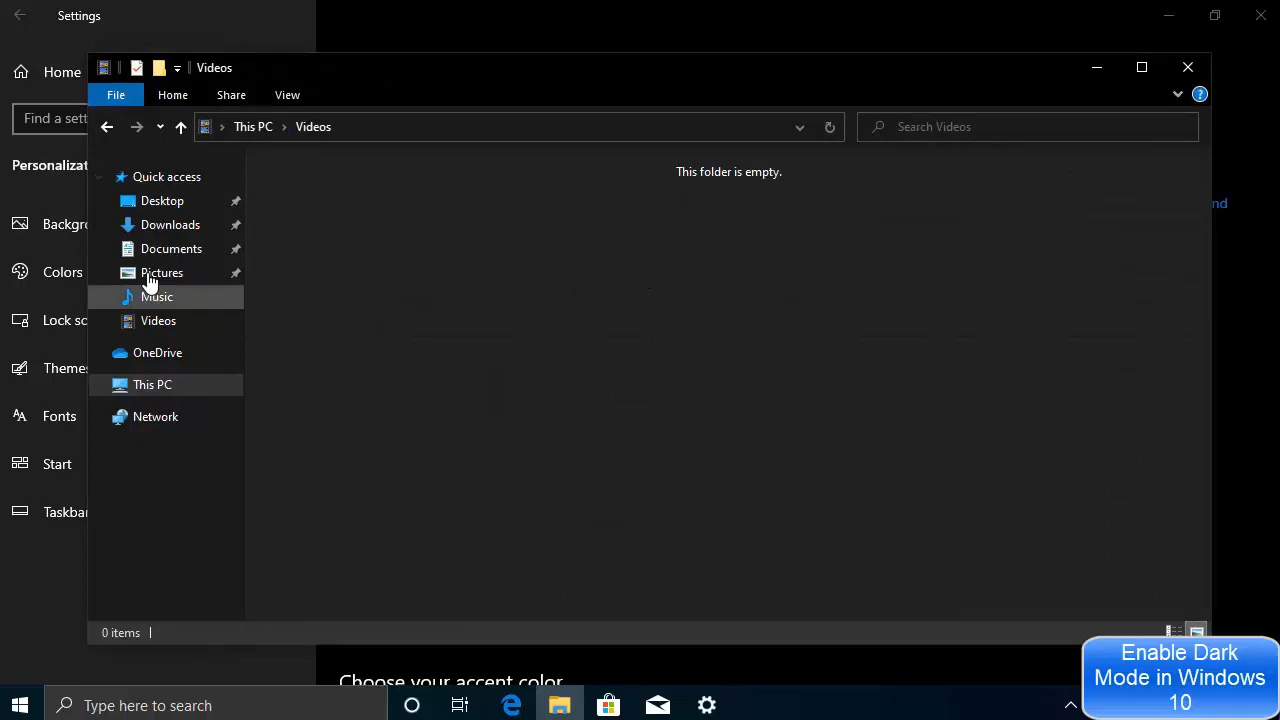 Settings
Home
Find a sett
Personalizat
Backgr
Colors
Lock sc
Themes
Fonts
Start
Taskbar
Videos
File Home Share View
This PC Videos
Search Videos
Quick access
Desktop
Downloads
Documents
Pictures
Music
Videos
OneDrive
This PC
Network
This folder is empty.
0 items
nd
Choose your accent color
Type here to search
Enable Dark
Mode in Windows
10